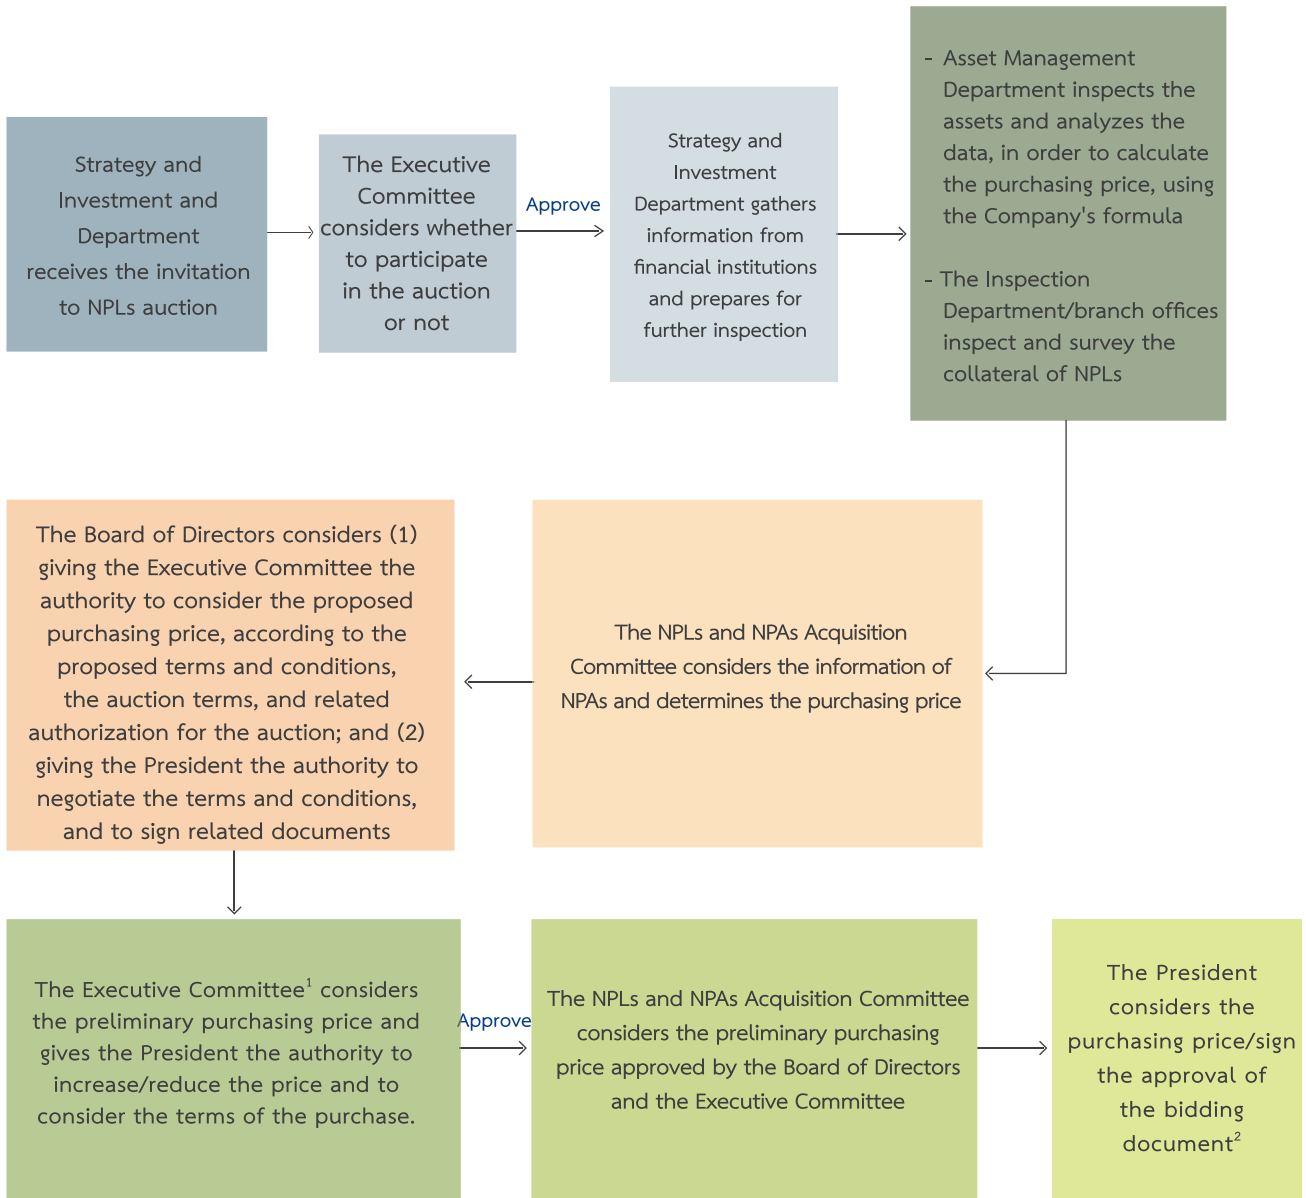 Strategy and
Investment and
Department
receives the invitation
to NPLs auction
The Executive
Committee
considers whether
to participate
in the auction
or not
Approve
Strategy and
Investment
Department gathers
information from
financial institutions
and prepares for
further inspection
- Asset Management
Department inspects the
assets and analyzes the
data, in order to calculate
the purchasing price, using
the Company's formula
- The Inspection
Department/branch offices
inspect and survey the
collateral of NPLs
The NPLs and NPAs Acquisition
Committee considers the information of
NPAs and determines the purchasing price
The Board of Directors considers (1)
giving the Executive Committee the
authority to consider the proposed
purchasing price, according to the
proposed terms and conditions,
the auction terms, and related
authorization for the auction; and (2)
giving the President the authority to
negotiate the terms and conditions,
and to sign related documents
The Executive Committee¹ considers
the preliminary purchasing price and
gives the President the authority to
increase/reduce the price and to
consider the terms of the purchase.
Approve
The NPLs and NPAs Acquisition Committee
considers the preliminary purchasing
price approved by the Board of Directors
and the Executive Committee
The President
considers the
purchasing price/sign
the approval of
the bidding
document²